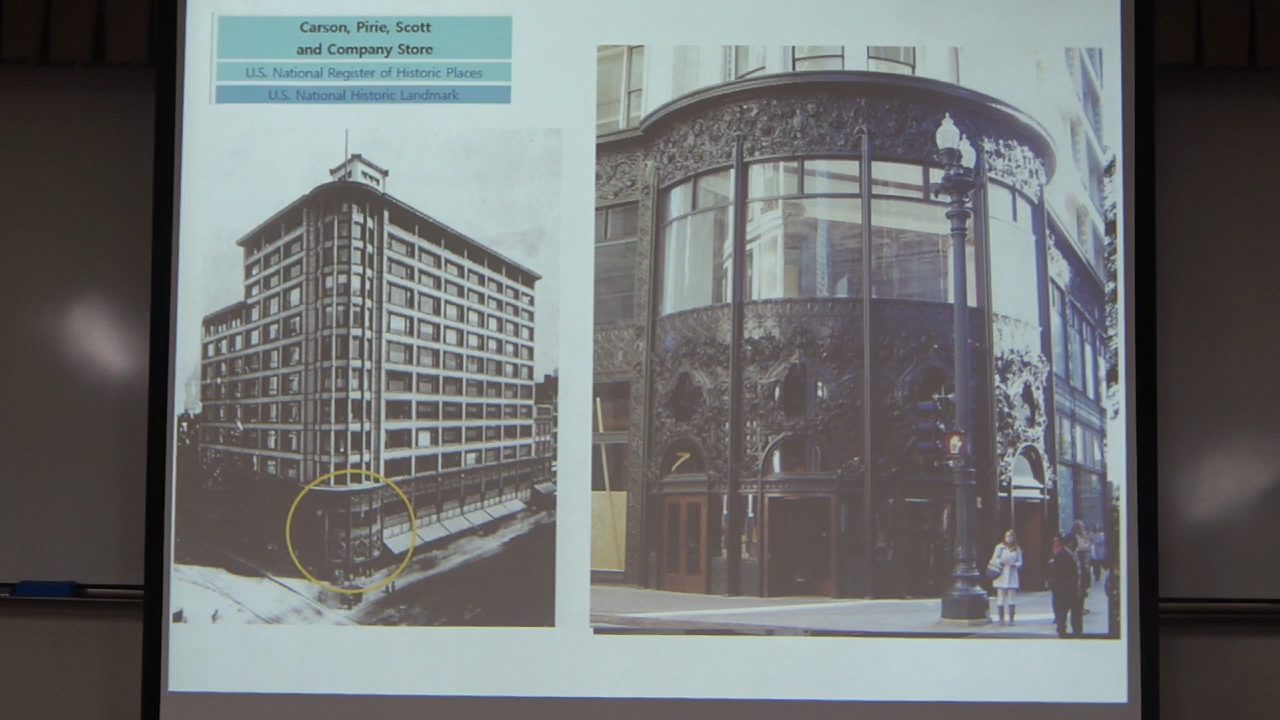 Carson, Pirie, Scott
and Company Store
U.S. National Register of Historic Places
U.S. National Historic Landmark